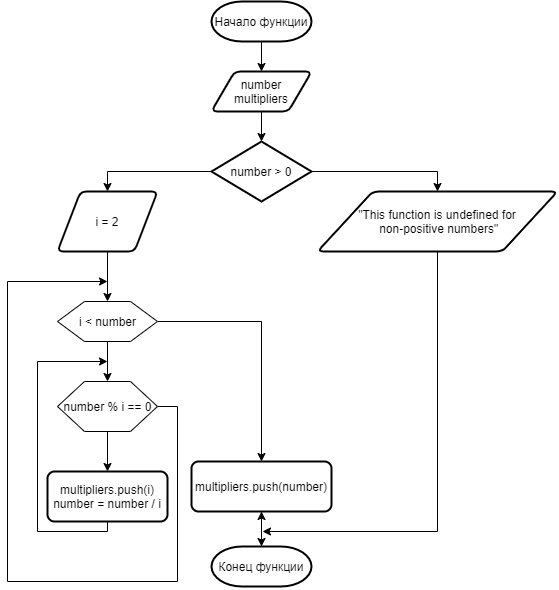 Начало функции
number
multipliers
number > 0
i = 2
"This function is undefined for
non-positive numbers"
i < number
number % i == 0
multipliers.push(i)
number = number / i
multipliers.push(number)
Конец функции